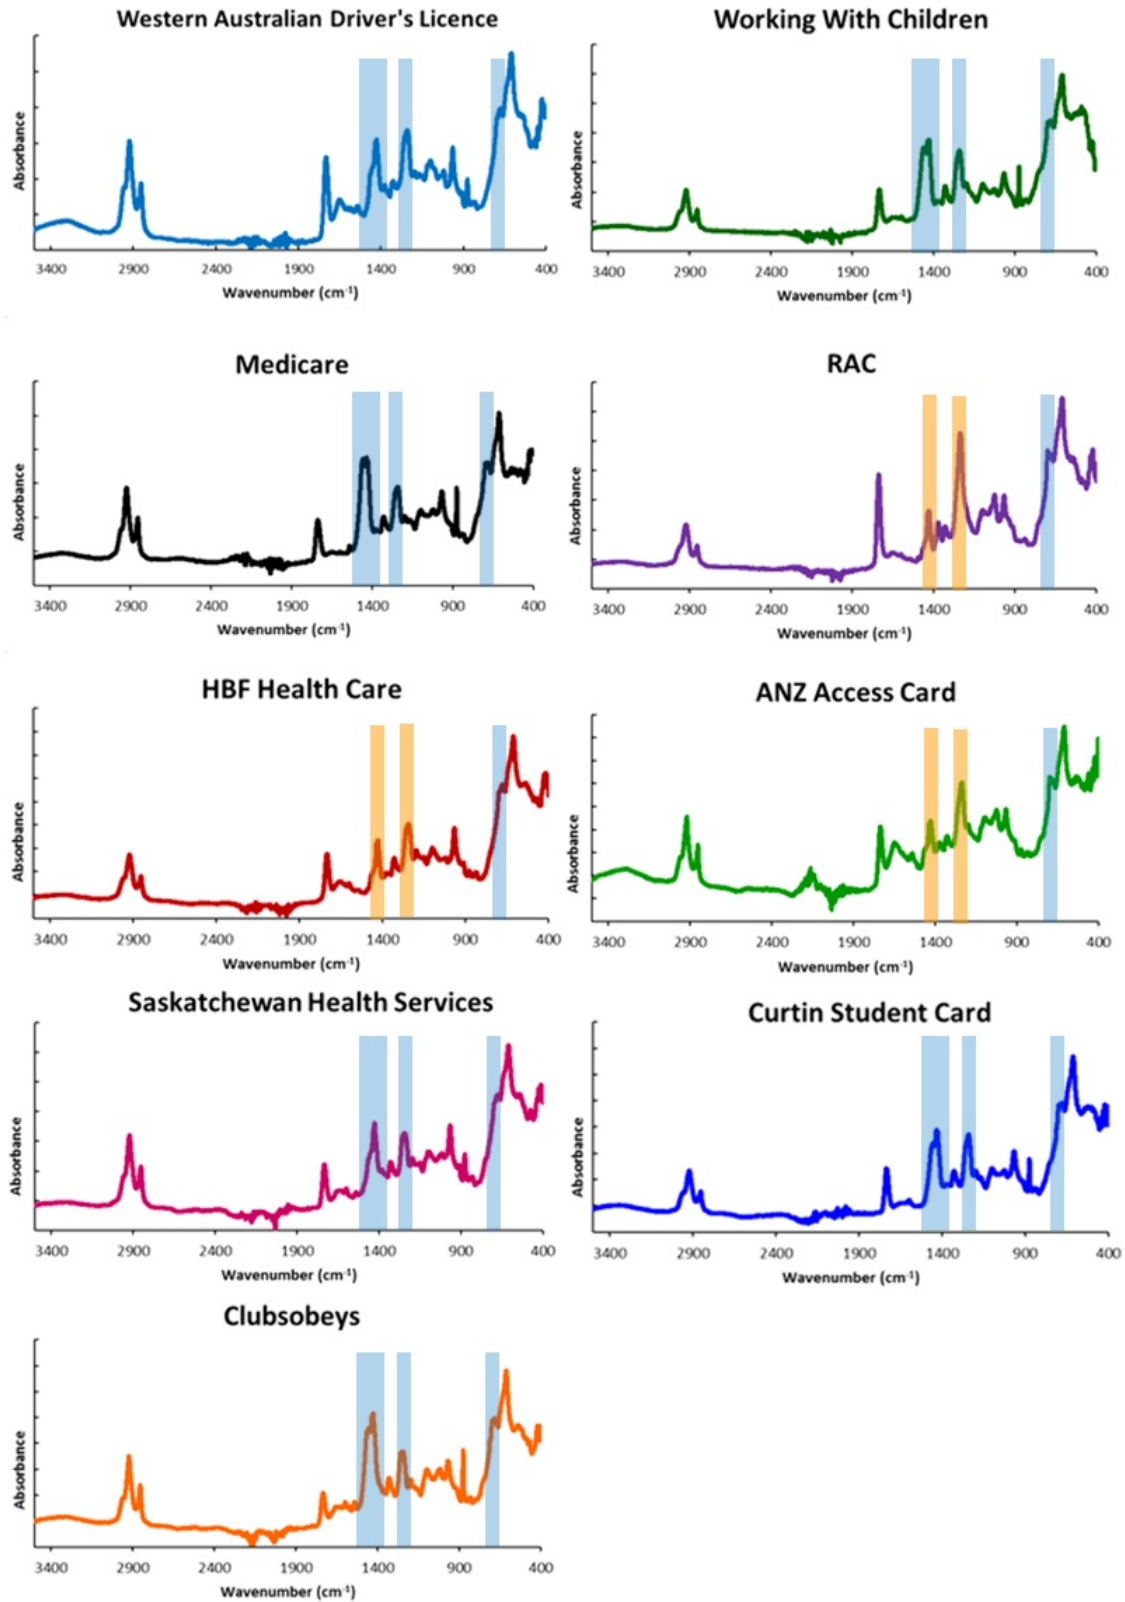 Western Australian Driver's Licence
Absorbance
3400 2900 2400 1900 1400 900 400
Wavenumber (cm⁻¹)
Working With Children
Absorbance
3400 2900 2400 1900 1400 900 400
Wavenumber (cm⁻¹)
Medicare
Absorbance
3400 2900 2400 1900 1400 900 400
Wavenumber (cm⁻¹)
RAC
Absorbance
3400 2900 2400 1900 1400 900 400
Wavenumber (cm⁻¹)
HBF Health Care
Absorbance
3400 2900 2400 1900 1400 900 400
Wavenumber (cm⁻¹)
ANZ Access Card
Absorbance
3400 2900 2400 1900 1400 900 400
Wavenumber (cm⁻¹)
Saskatchewan Health Services
Absorbance
3400 2900 2400 1900 1400 900 400
Wavenumber (cm⁻¹)
Curtin Student Card
Absorbance
3400 2900 2400 1900 1400 900 400
Wavenumber (cm⁻¹)
Clubsobeys
Absorbance
3400 2900 2400 1900 1400 900 400
Wavenumber (cm⁻¹)